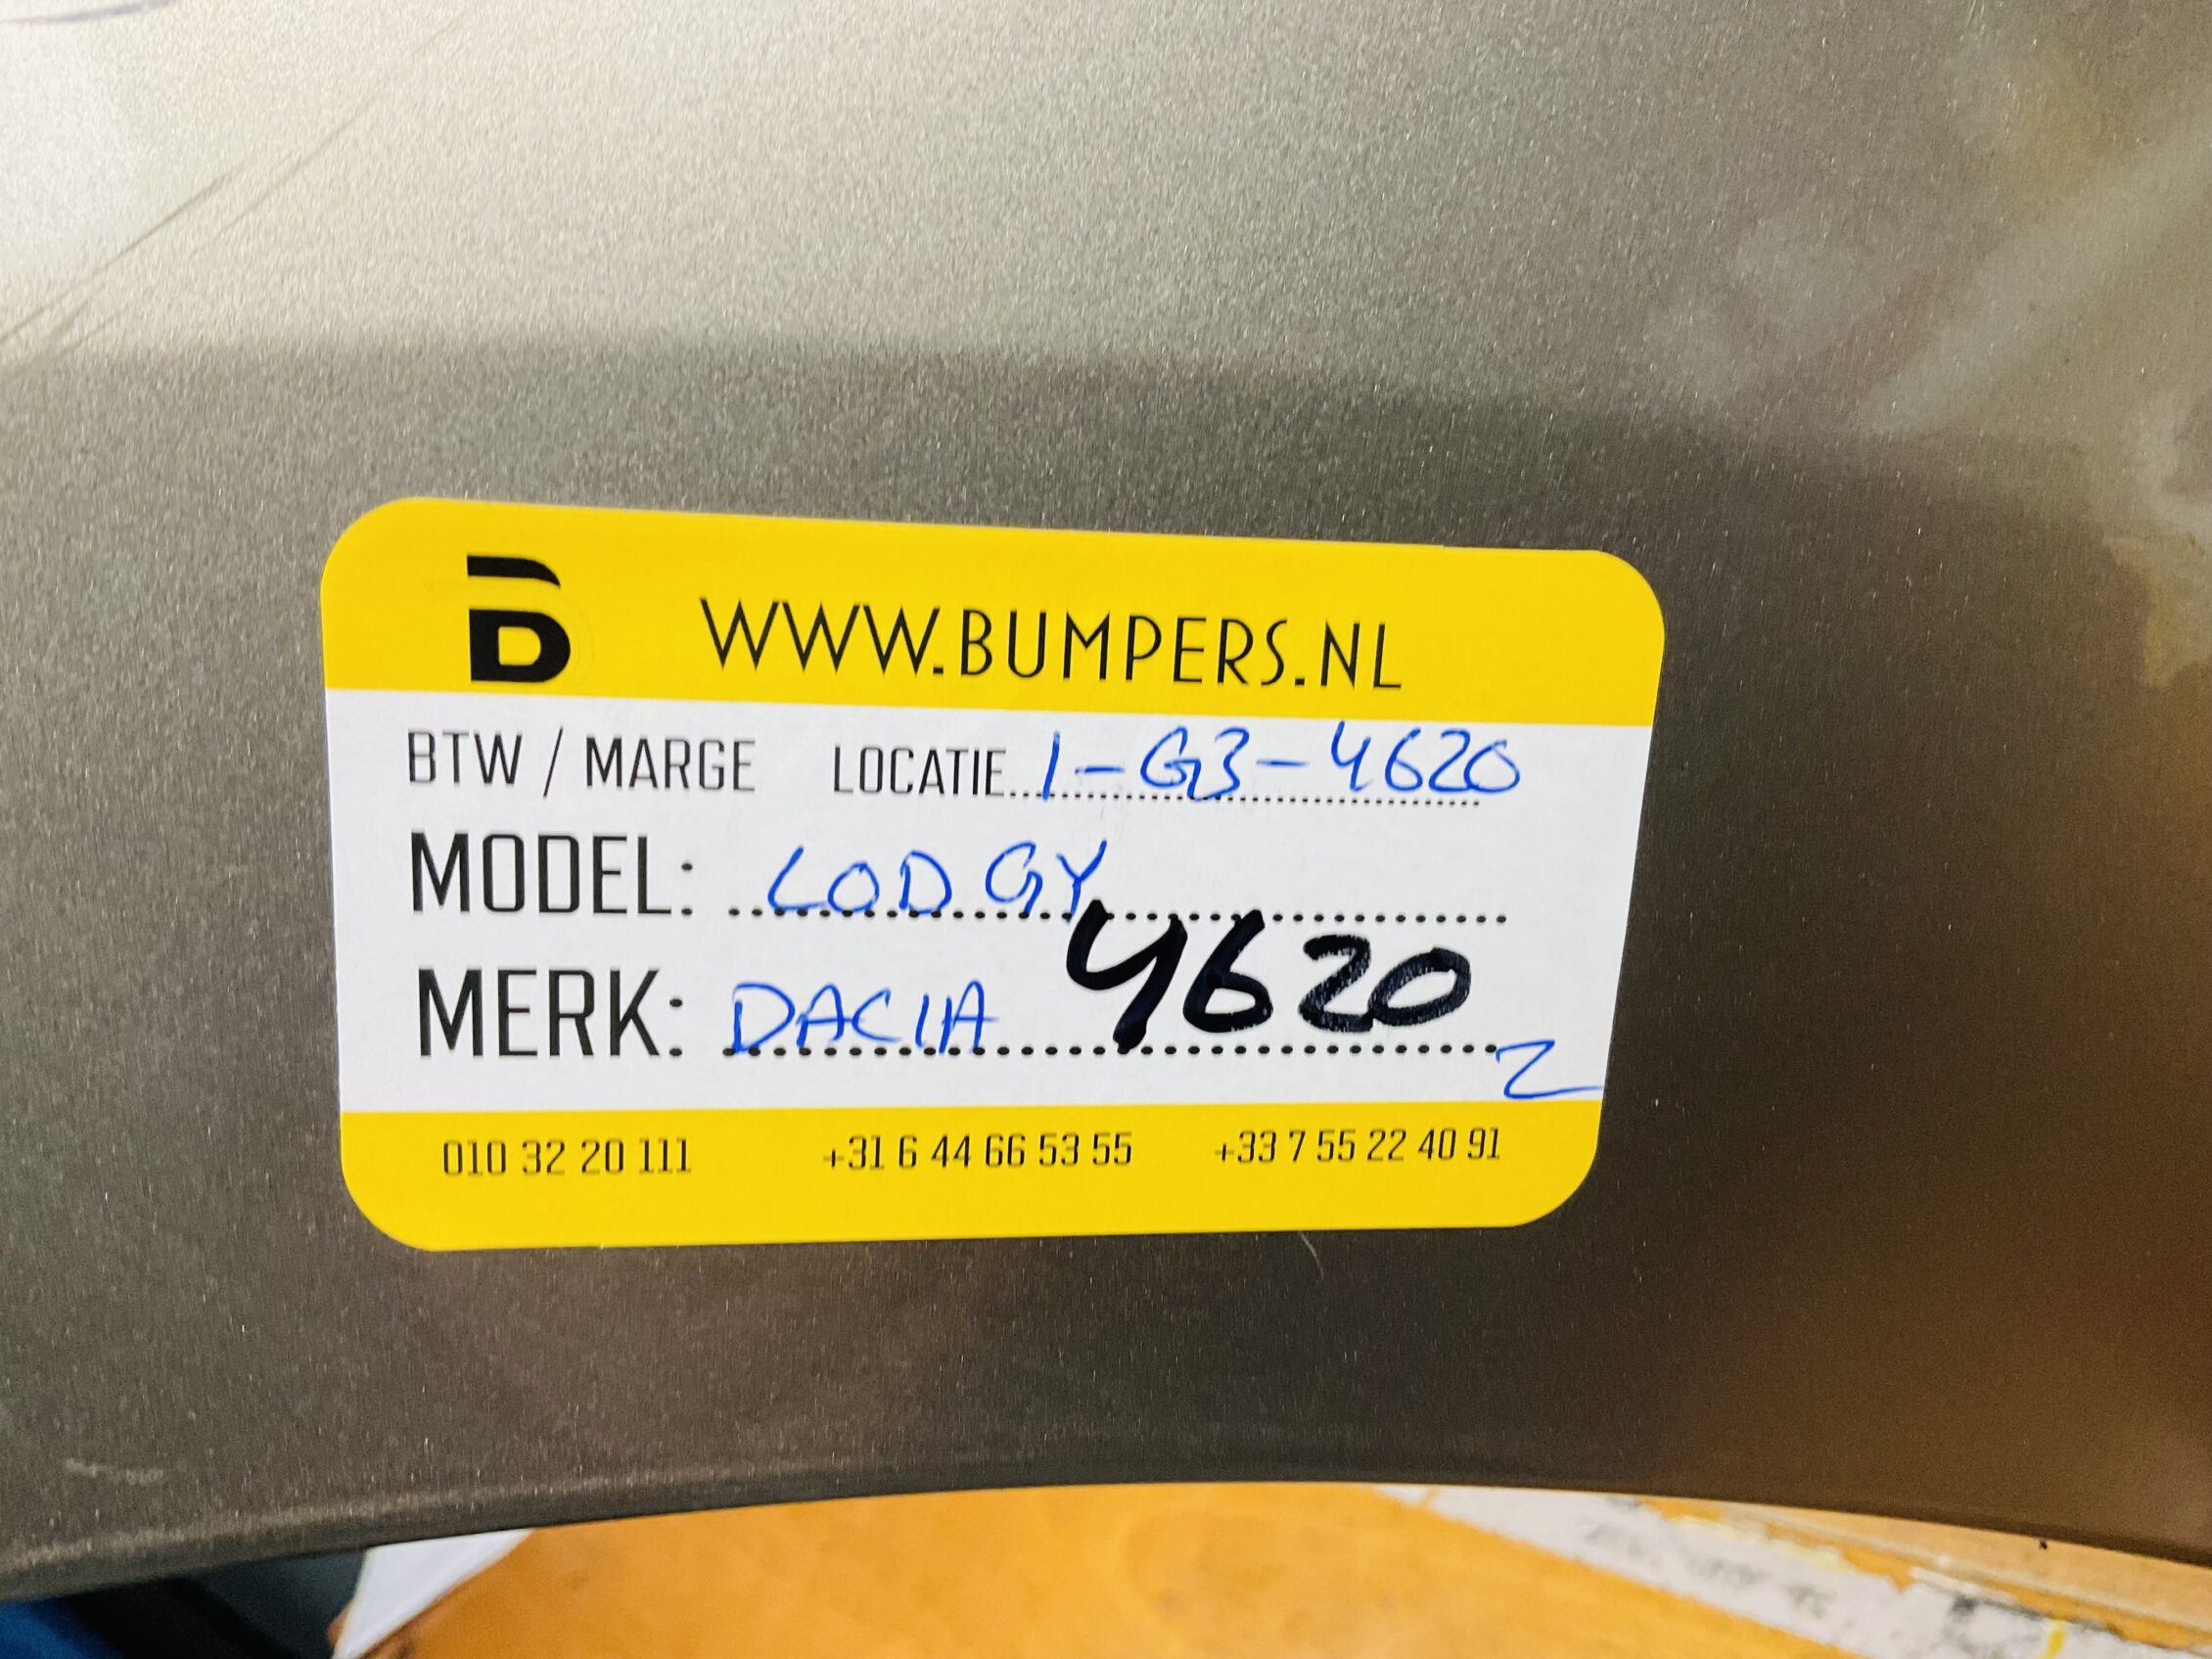 B WWW.BUMPERS.NL
BTW / MARGE LOCATIE 1-G3-4620
MODEL: LODGY
MERK: DACIA 4620
2
010 32 20 111 +31 6 44 66 53 55 +33 7 55 22 40 91